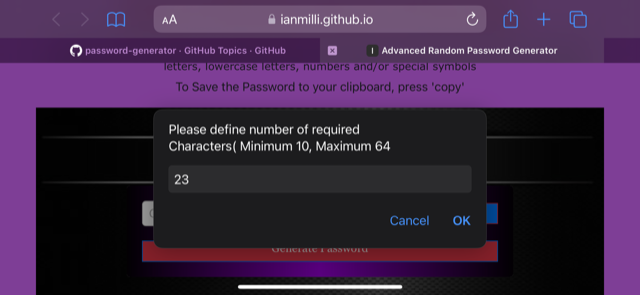 AA
ianmilli.github.io
password-generator · GitHub Topics · GitHub
I Advanced Random Password Generator
letters, lowercase letters, numbers and/or special symbols
To Save the Password to your clipboard, press 'copy'
Please define number of required
Characters( Minimum 10, Maximum 64
23
Cancel OK
Generate Password